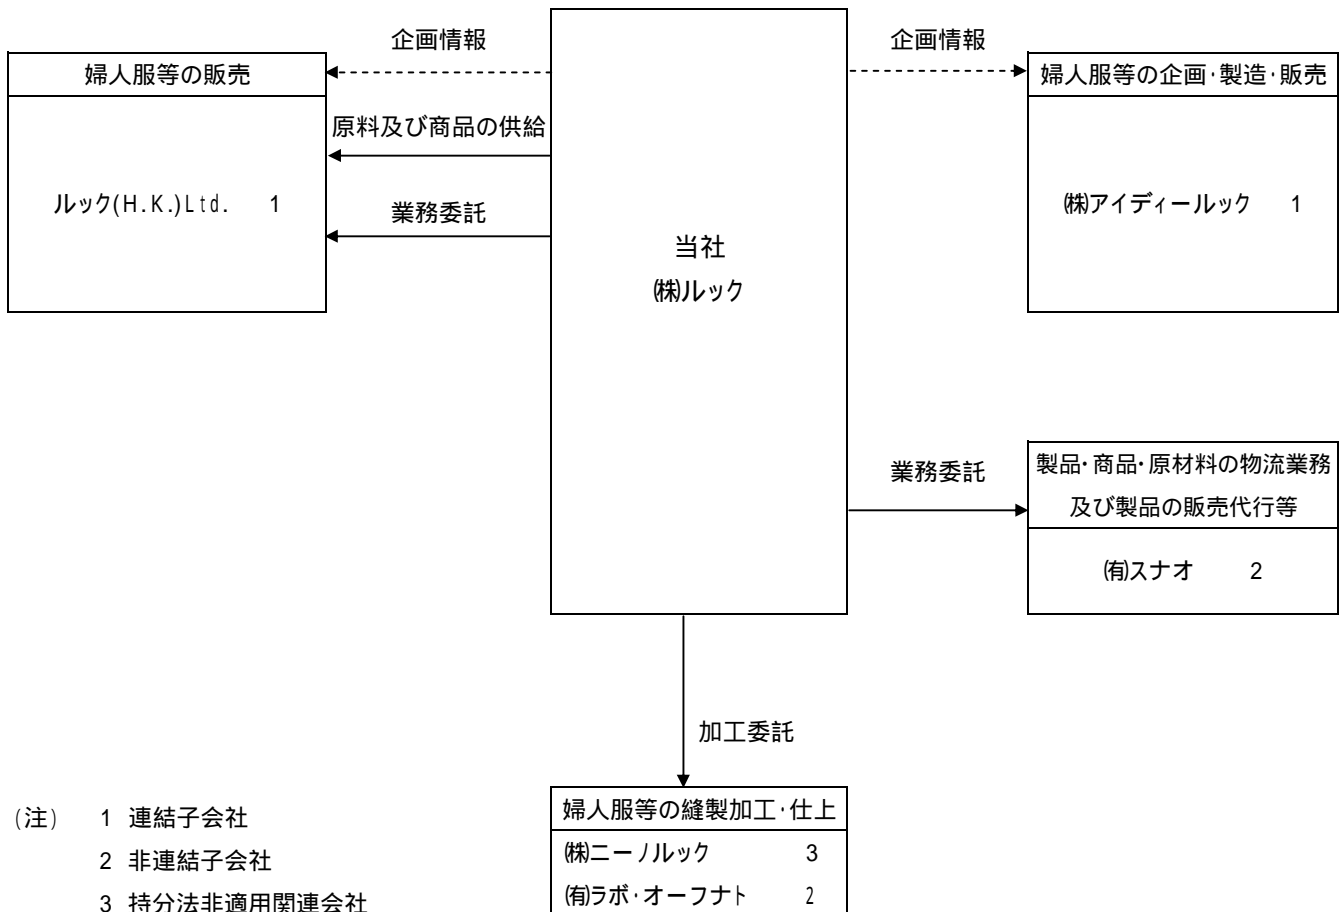 企画情報
婦人服等の販売
原料及び商品の供給
ルック(H.K.)Ltd. 1
業務委託
当社
㈱ルック
企画情報
婦人服等の企画・製造・販売
㈱アイディールック 1
業務委託
製品・商品・原材料の物流業務
及び製品の販売代行等
㈲スナオ 2
加工委託
婦人服等の縫製加工・仕上
㈱ニーノルック 3
㈲ラボ・オーフナト 2
(注) 1 連結子会社
2 非連結子会社
3 持分法非適用関連会社